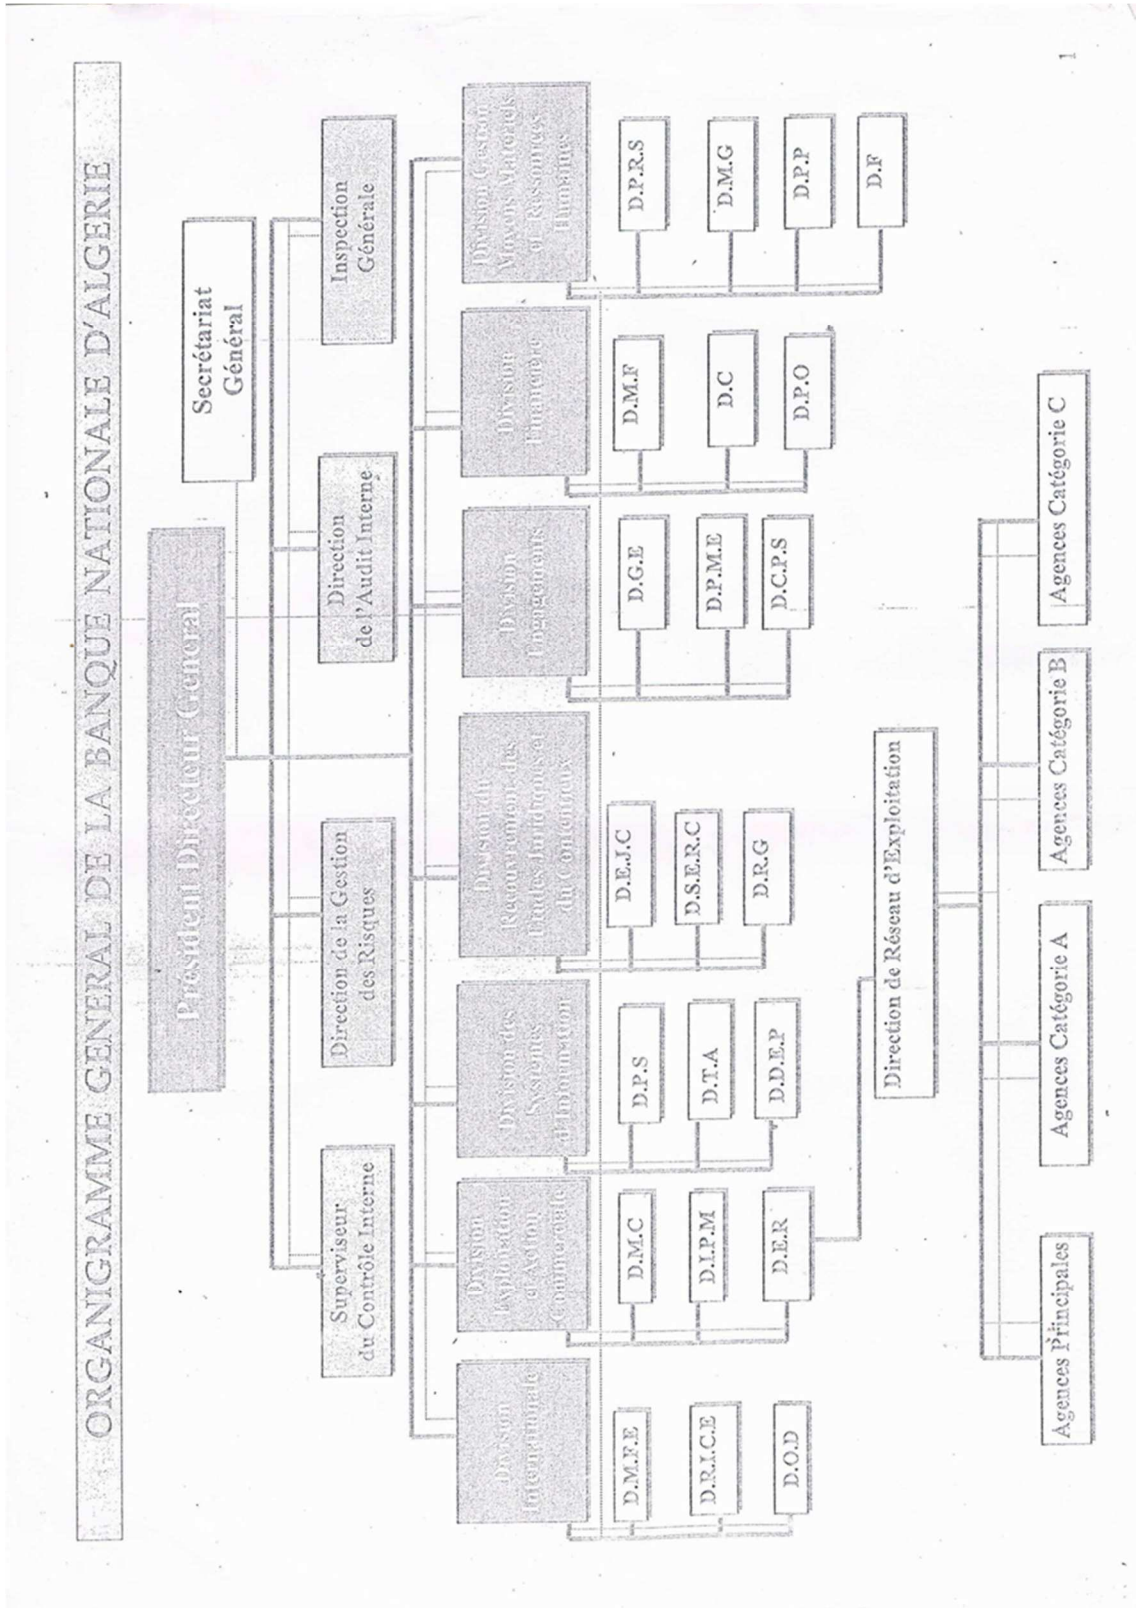 ORGANIGRAMME GENERAL DE LA BANQUE NATIONALE D'ALGERIE
Président Directeur Général
Secrétariat
Général
Superviseur
du Contrôle Interne
Direction de la Gestion
des Risques
Direction
de l'Audit Interne
Inspection
Générale
Division
Internationale
Division
Exploitation
et Action
Commerciale
Division des
Systèmes
d'Information
Division du
Recouvrement des
Etudes Juridiques et
du Contentieux
Division
Engagements
Division
Financière
Division Gestion
Moyens Matériels
et Ressources
Humaines
D.M.F.E
D.R.I.C.E
D.O.D
D.M.C
D.I.P.M
D.E.R
D.P.S
D.T.A
D.D.E.P
D.E.J.C
D.S.E.R.C
D.R.G
D.G.E
D.P.M.E
D.C.P.S
D.M.F
D.C
D.P.O
D.P.R.S
D.M.G
D.P.P
D.F
Direction de Réseau d'Exploitation
Agences Principales
Agences Catégorie A
Agences Catégorie B
Agences Catégorie C
1